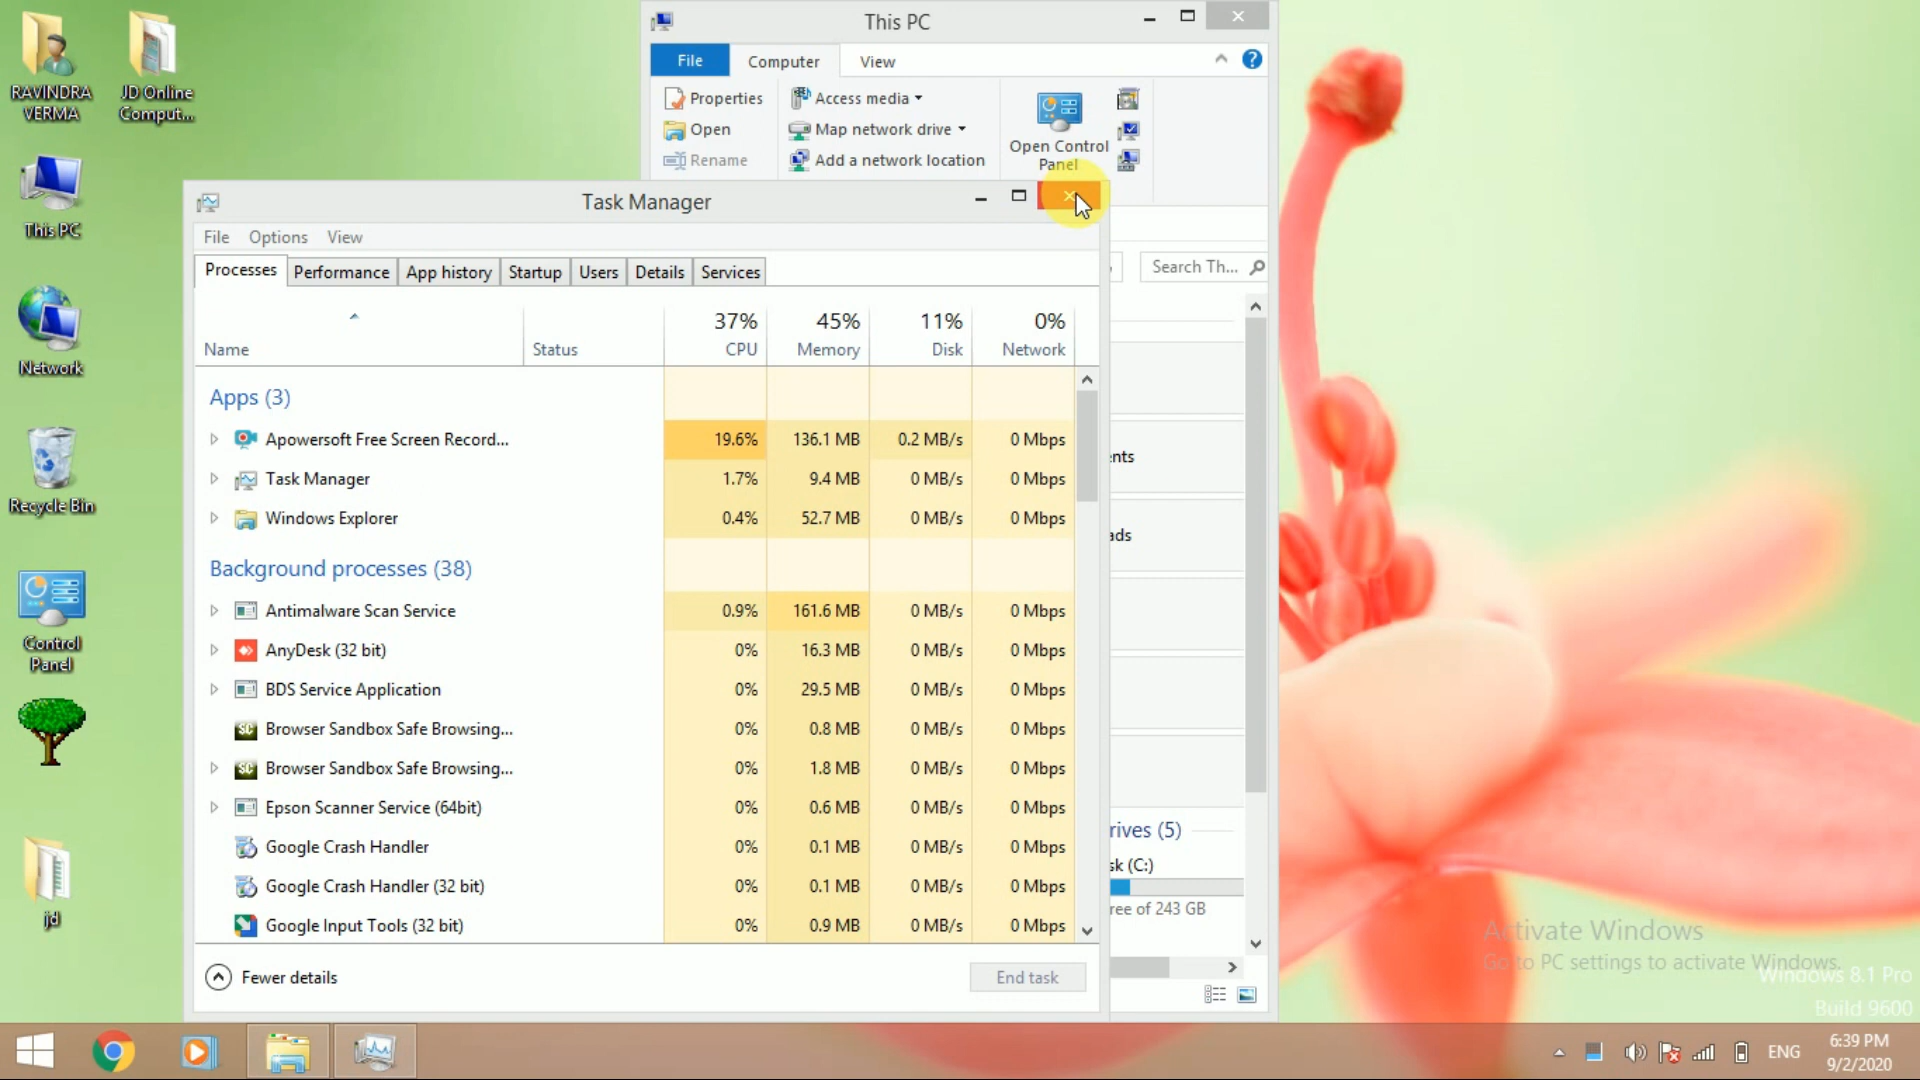 RAVINDRA
VERMA
JD Online
Comput...
This PC
Network
Recycle Bin
Control
Panel
jd
This PC
File
Computer
View
Properties
Open
Rename
Access media
Map network drive
Add a network location
Open Control
Panel
Search Th...
Task Manager
File Options View
Processes Performance App history Startup Users Details Services
37% 45% 11% 0%
Name Status CPU Memory Disk Network
Apps (3)
Apowersoft Free Screen Record... 19.6% 136.1 MB 0.2 MB/s 0 Mbps
Task Manager 1.7% 9.4 MB 0 MB/s 0 Mbps
Windows Explorer 0.4% 52.7 MB 0 MB/s 0 Mbps
Background processes (38)
Antimalware Scan Service 0.9% 161.6 MB 0 MB/s 0 Mbps
AnyDesk (32 bit) 0% 16.3 MB 0 MB/s 0 Mbps
BDS Service Application 0% 29.5 MB 0 MB/s 0 Mbps
Browser Sandbox Safe Browsing... 0% 0.8 MB 0 MB/s 0 Mbps
Browser Sandbox Safe Browsing... 0% 1.8 MB 0 MB/s 0 Mbps
Epson Scanner Service (64bit) 0% 0.6 MB 0 MB/s 0 Mbps
Google Crash Handler 0% 0.1 MB 0 MB/s 0 Mbps
Google Crash Handler (32 bit) 0% 0.1 MB 0 MB/s 0 Mbps
Google Input Tools (32 bit) 0% 0.9 MB 0 MB/s 0 Mbps
Fewer details
End task
ents
ads
rives (5)
sk (C:)
ree of 243 GB
Activate Windows
Go to PC settings to activate Windows.
Windows 8.1 Pro
Build 9600
ENG
6:39 PM
9/2/2020